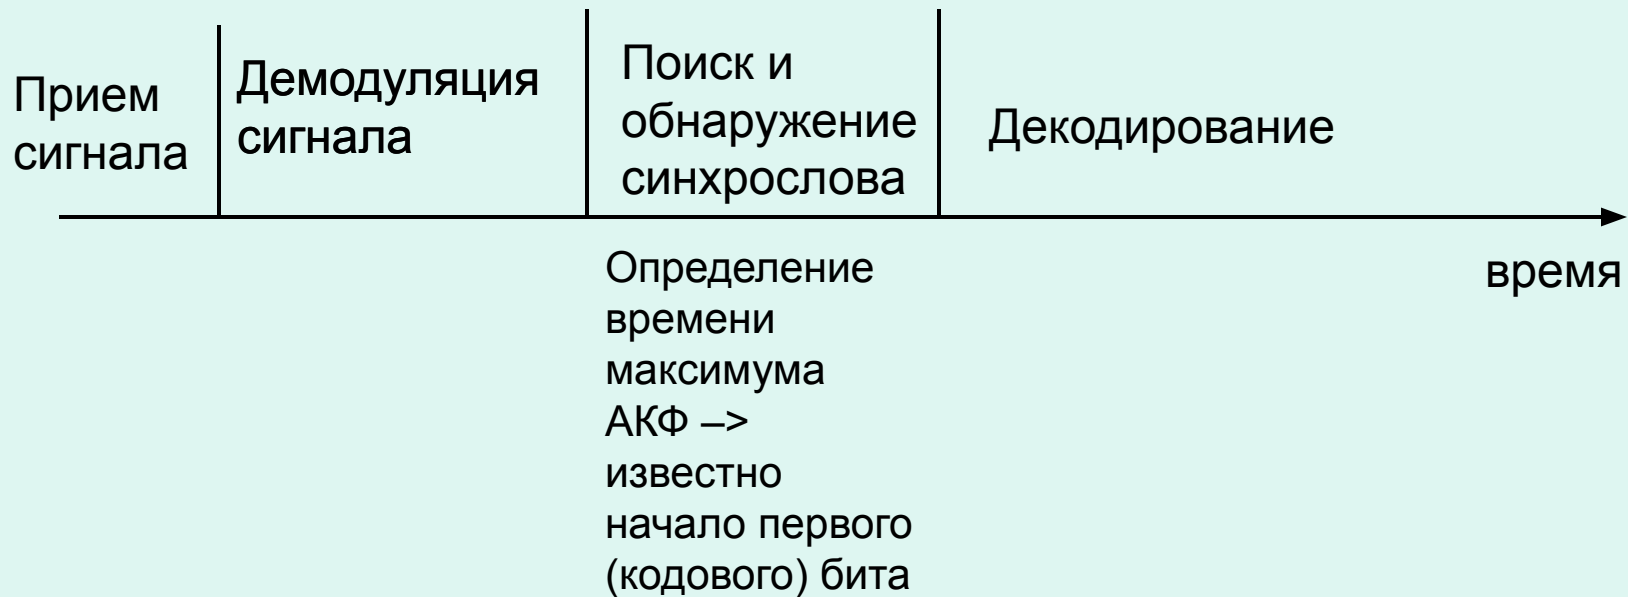 Прием
сигнала
Демодуляция
сигнала
Поиск и
обнаружение
синхрослова
Декодирование
время
Определение
времени
максимума
АКФ –>
известно
начало первого
(кодового) бита